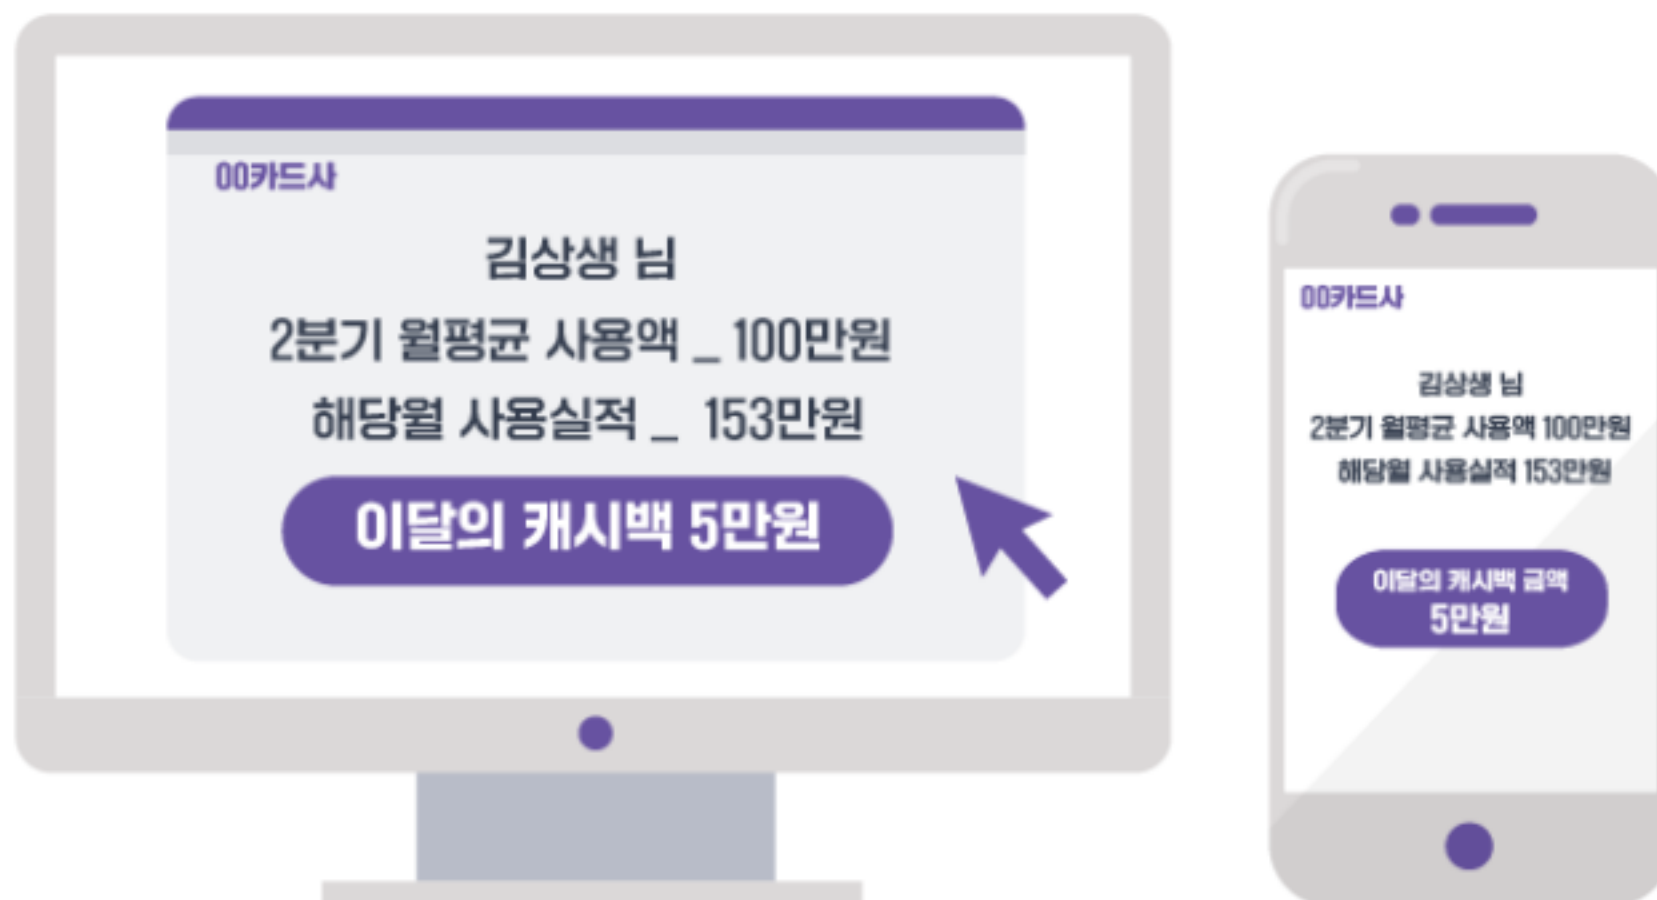 00카드사
김상생 님
2분기 월평균 사용액 _ 100만원
해당월 사용실적 _ 153만원
이달의 캐시백 5만원
00카드사
김상생 님
2분기 월평균 사용액 100만원
해당월 사용실적 153만원
이달의 캐시백 금액
5만원